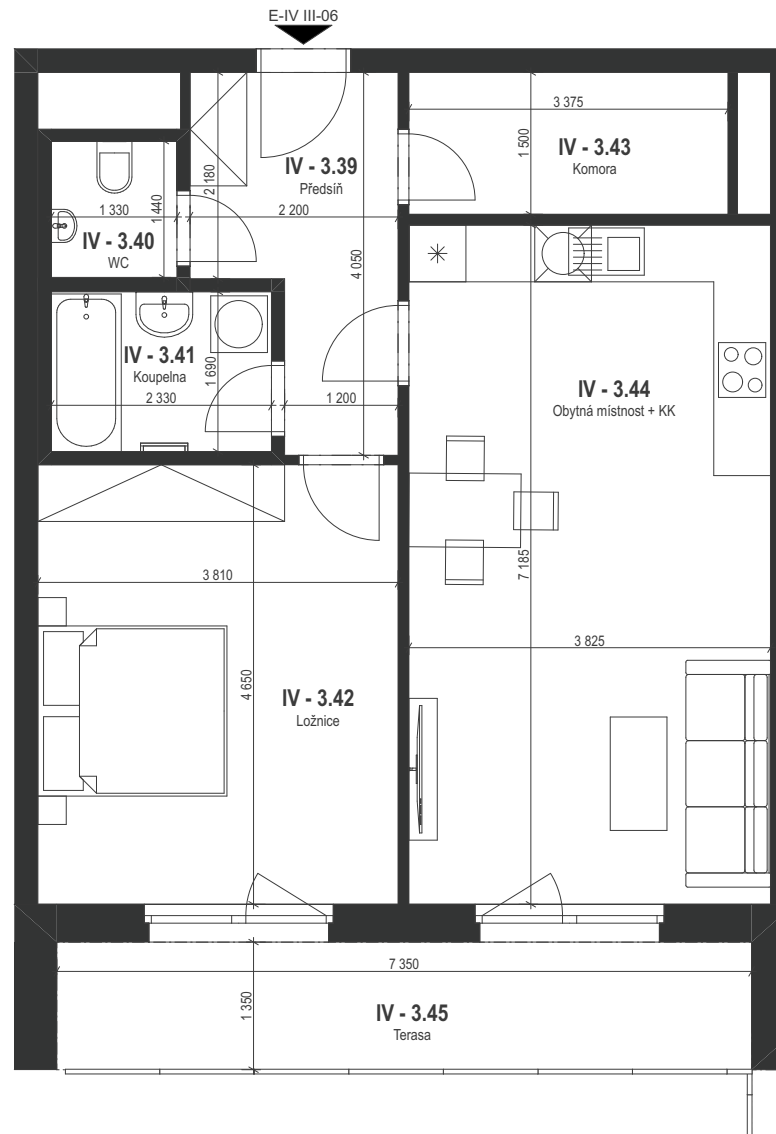 E-IV III-06
3 375
1 500
IV - 3.43
Komora
IV - 3.39
Předsíň
2 180
2 200
4 050
1 330
1 440
IV - 3.40
WC
IV - 3.41
Koupelna
1 690
2 330
1 200
IV - 3.44
Obytná místnost + KK
7 185
3 825
3 810
4 650
IV - 3.42
Ložnice
7 350
1 350
IV - 3.45
Terasa